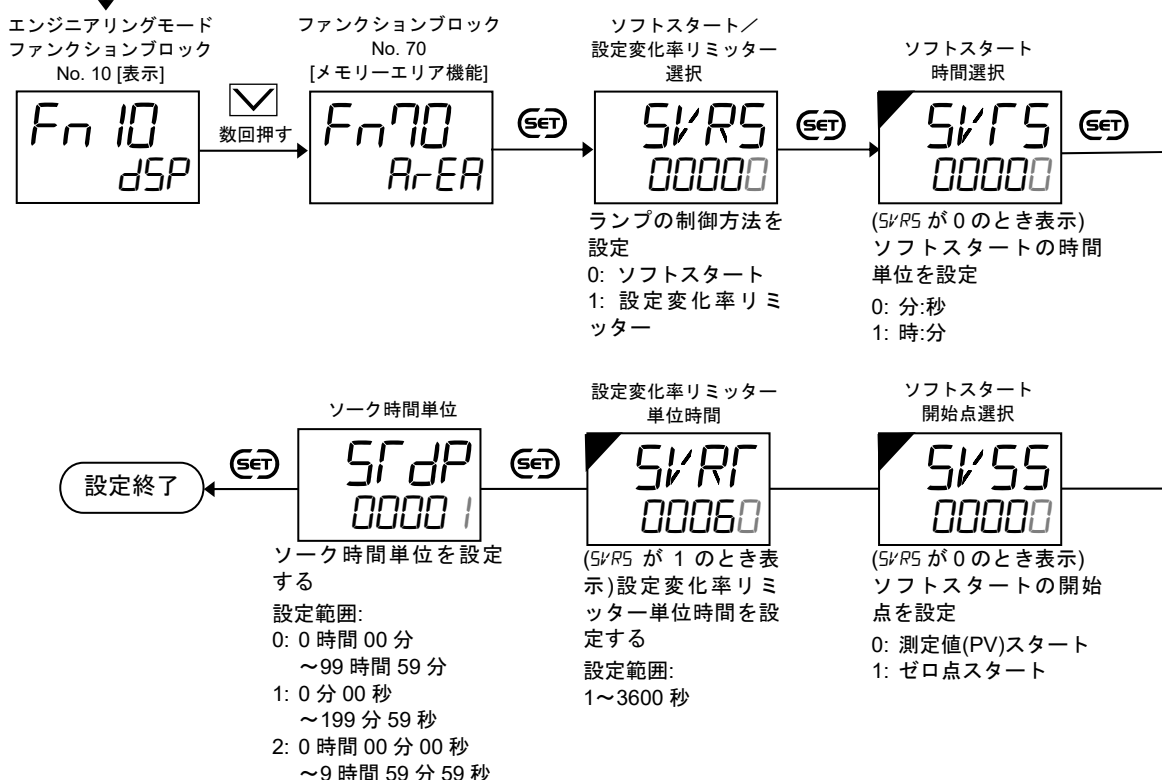 エンジニアリングモード
ファンクションブロック
No. 10 [表示]
Fn 10
dSP
数回押す
ファンクションブロック
No. 70
[メモリーエリア機能]
Fn70
ArEA
SET
ソフトスタート／
設定変化率リミッター
選択
SVRS
00000
ランプの制御方法を
設定
0: ソフトスタート
1: 設定変化率リミ
ッター
SET
ソフトスタート
時間選択
SVTS
00000
(SVRS が 0 のとき表示)
ソフトスタートの時間
単位を設定
0: 分:秒
1: 時:分
SET
ソフトスタート
開始点選択
SVSS
00000
(SVRS が 0 のとき表示)
ソフトスタートの開始
点を設定
0: 測定値(PV)スタート
1: ゼロ点スタート
設定変化率リミッター
単位時間
SVRT
00060
(SVRS が 1 のとき表
示)設定変化率リミ
ッター単位時間を設
定する
設定範囲:
1～3600 秒
SET
ソーク時間単位
STdP
00001
ソーク時間単位を設定
する
設定範囲:
0: 0 時間 00 分
～99 時間 59 分
1: 0 分 00 秒
～199 分 59 秒
2: 0 時間 00 分 00 秒
～9 時間 59 分 59 秒
SET
設定終了